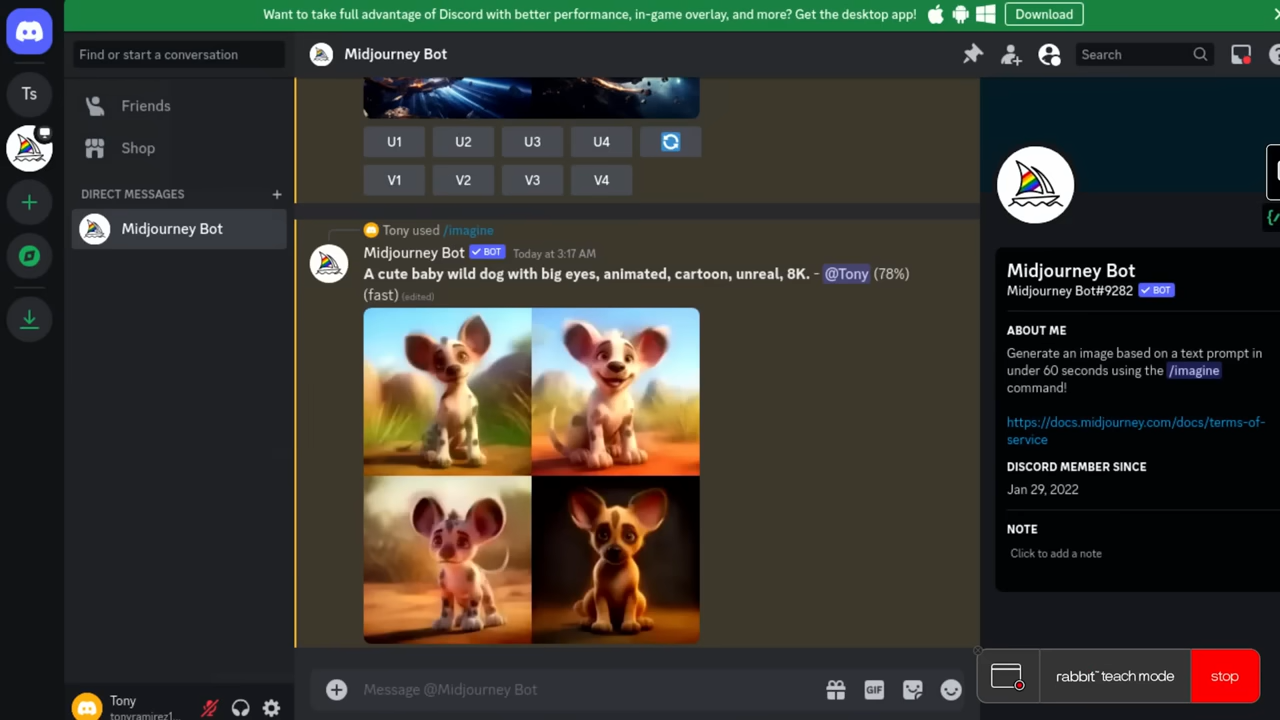 Want to take full advantage of Discord with better performance, in-game overlay, and more? Get the desktop app!
Download
Find or start a conversation
Midjourney Bot
Search
Ts
Friends
Shop
DIRECT MESSAGES
Midjourney Bot
U1 U2 U3 U4
V1 V2 V3 V4
Tony used /imagine
Midjourney Bot BOT Today at 3:17 AM
A cute baby wild dog with big eyes, animated, cartoon, unreal, 8K. - @Tony (78%)
(fast) (edited)
Midjourney Bot
Midjourney Bot#9282 BOT
ABOUT ME
Generate an image based on a text prompt in
under 60 seconds using the /imagine
command!
https://docs.midjourney.com/docs/terms-of-
service
DISCORD MEMBER SINCE
Jan 29, 2022
NOTE
Click to add a note
Message @Midjourney Bot
GIF
rabbit™ teach mode
stop
Tony
tonyramirez1...